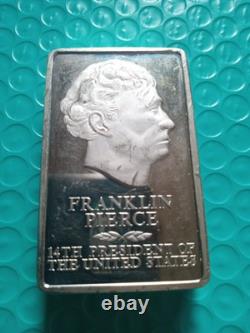 FRANKLIN
PIERCE
14TH PRESIDENT OF
THE UNITED STATES